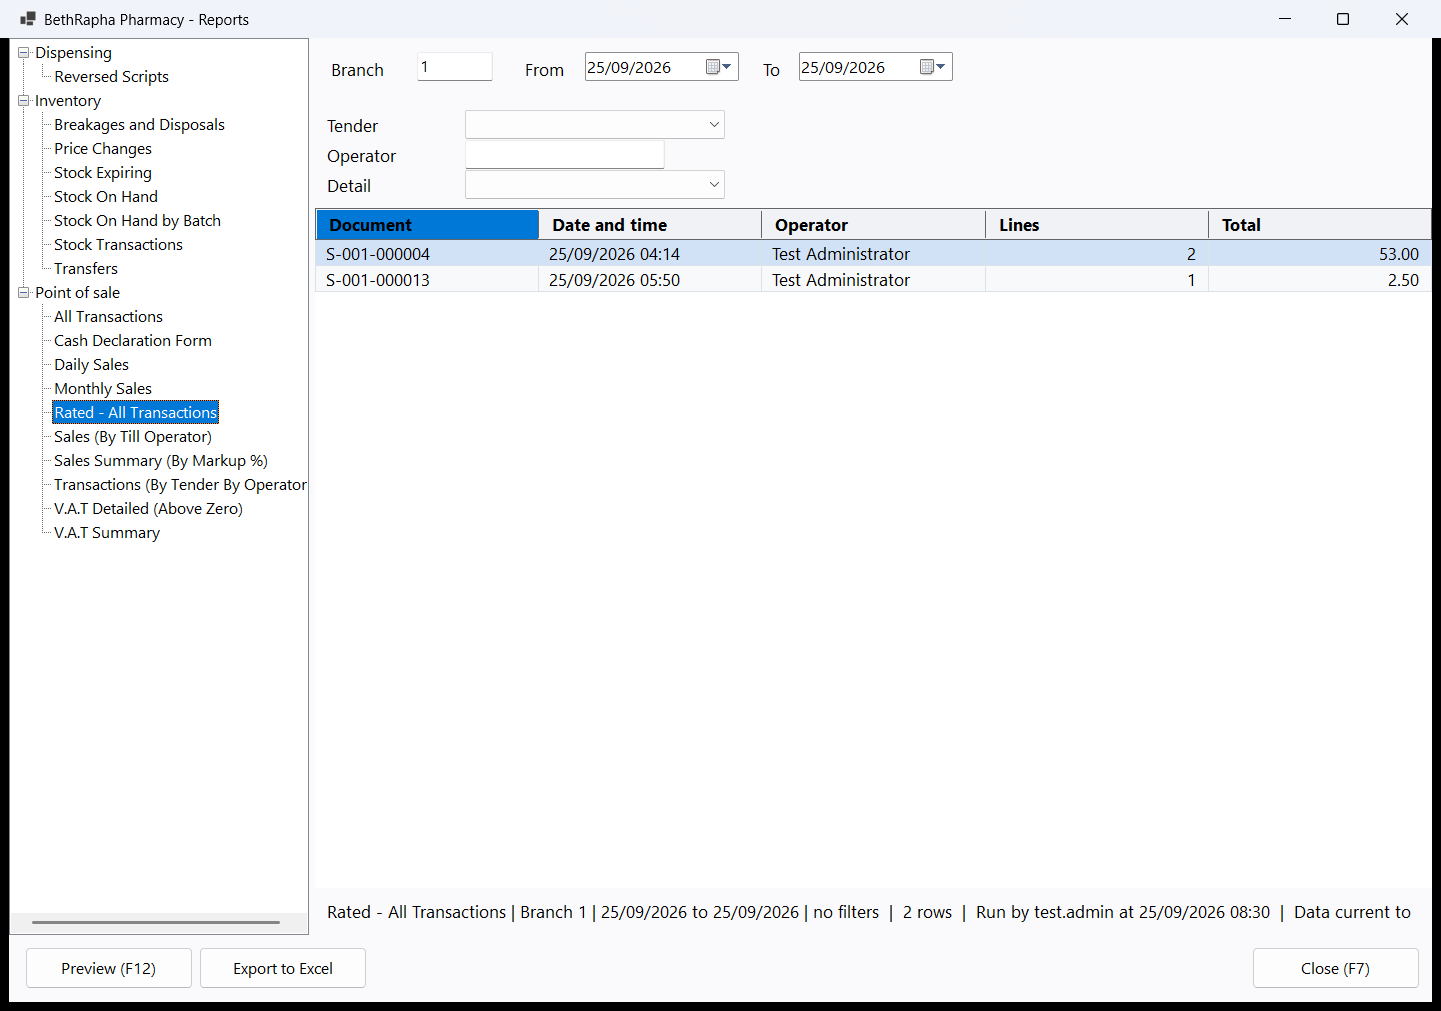 BethRapha Pharmacy - Reports
Dispensing
Reversed Scripts
Inventory
Breakages and Disposals
Price Changes
Stock Expiring
Stock On Hand
Stock On Hand by Batch
Stock Transactions
Transfers
Point of sale
All Transactions
Cash Declaration Form
Daily Sales
Monthly Sales
Rated - All Transactions
Sales (By Till Operator)
Sales Summary (By Markup %)
Transactions (By Tender By Operator
V.A.T Detailed (Above Zero)
V.A.T Summary
Branch 1 From 25/09/2026 To 25/09/2026
Tender
Operator
Detail
Document Date and time Operator Lines Total
S-001-000004 25/09/2026 04:14 Test Administrator 2 53.00
S-001-000013 25/09/2026 05:50 Test Administrator 1 2.50
Rated - All Transactions | Branch 1 | 25/09/2026 to 25/09/2026 | no filters | 2 rows | Run by test.admin at 25/09/2026 08:30 | Data current to
Preview (F12) Export to Excel Close (F7)